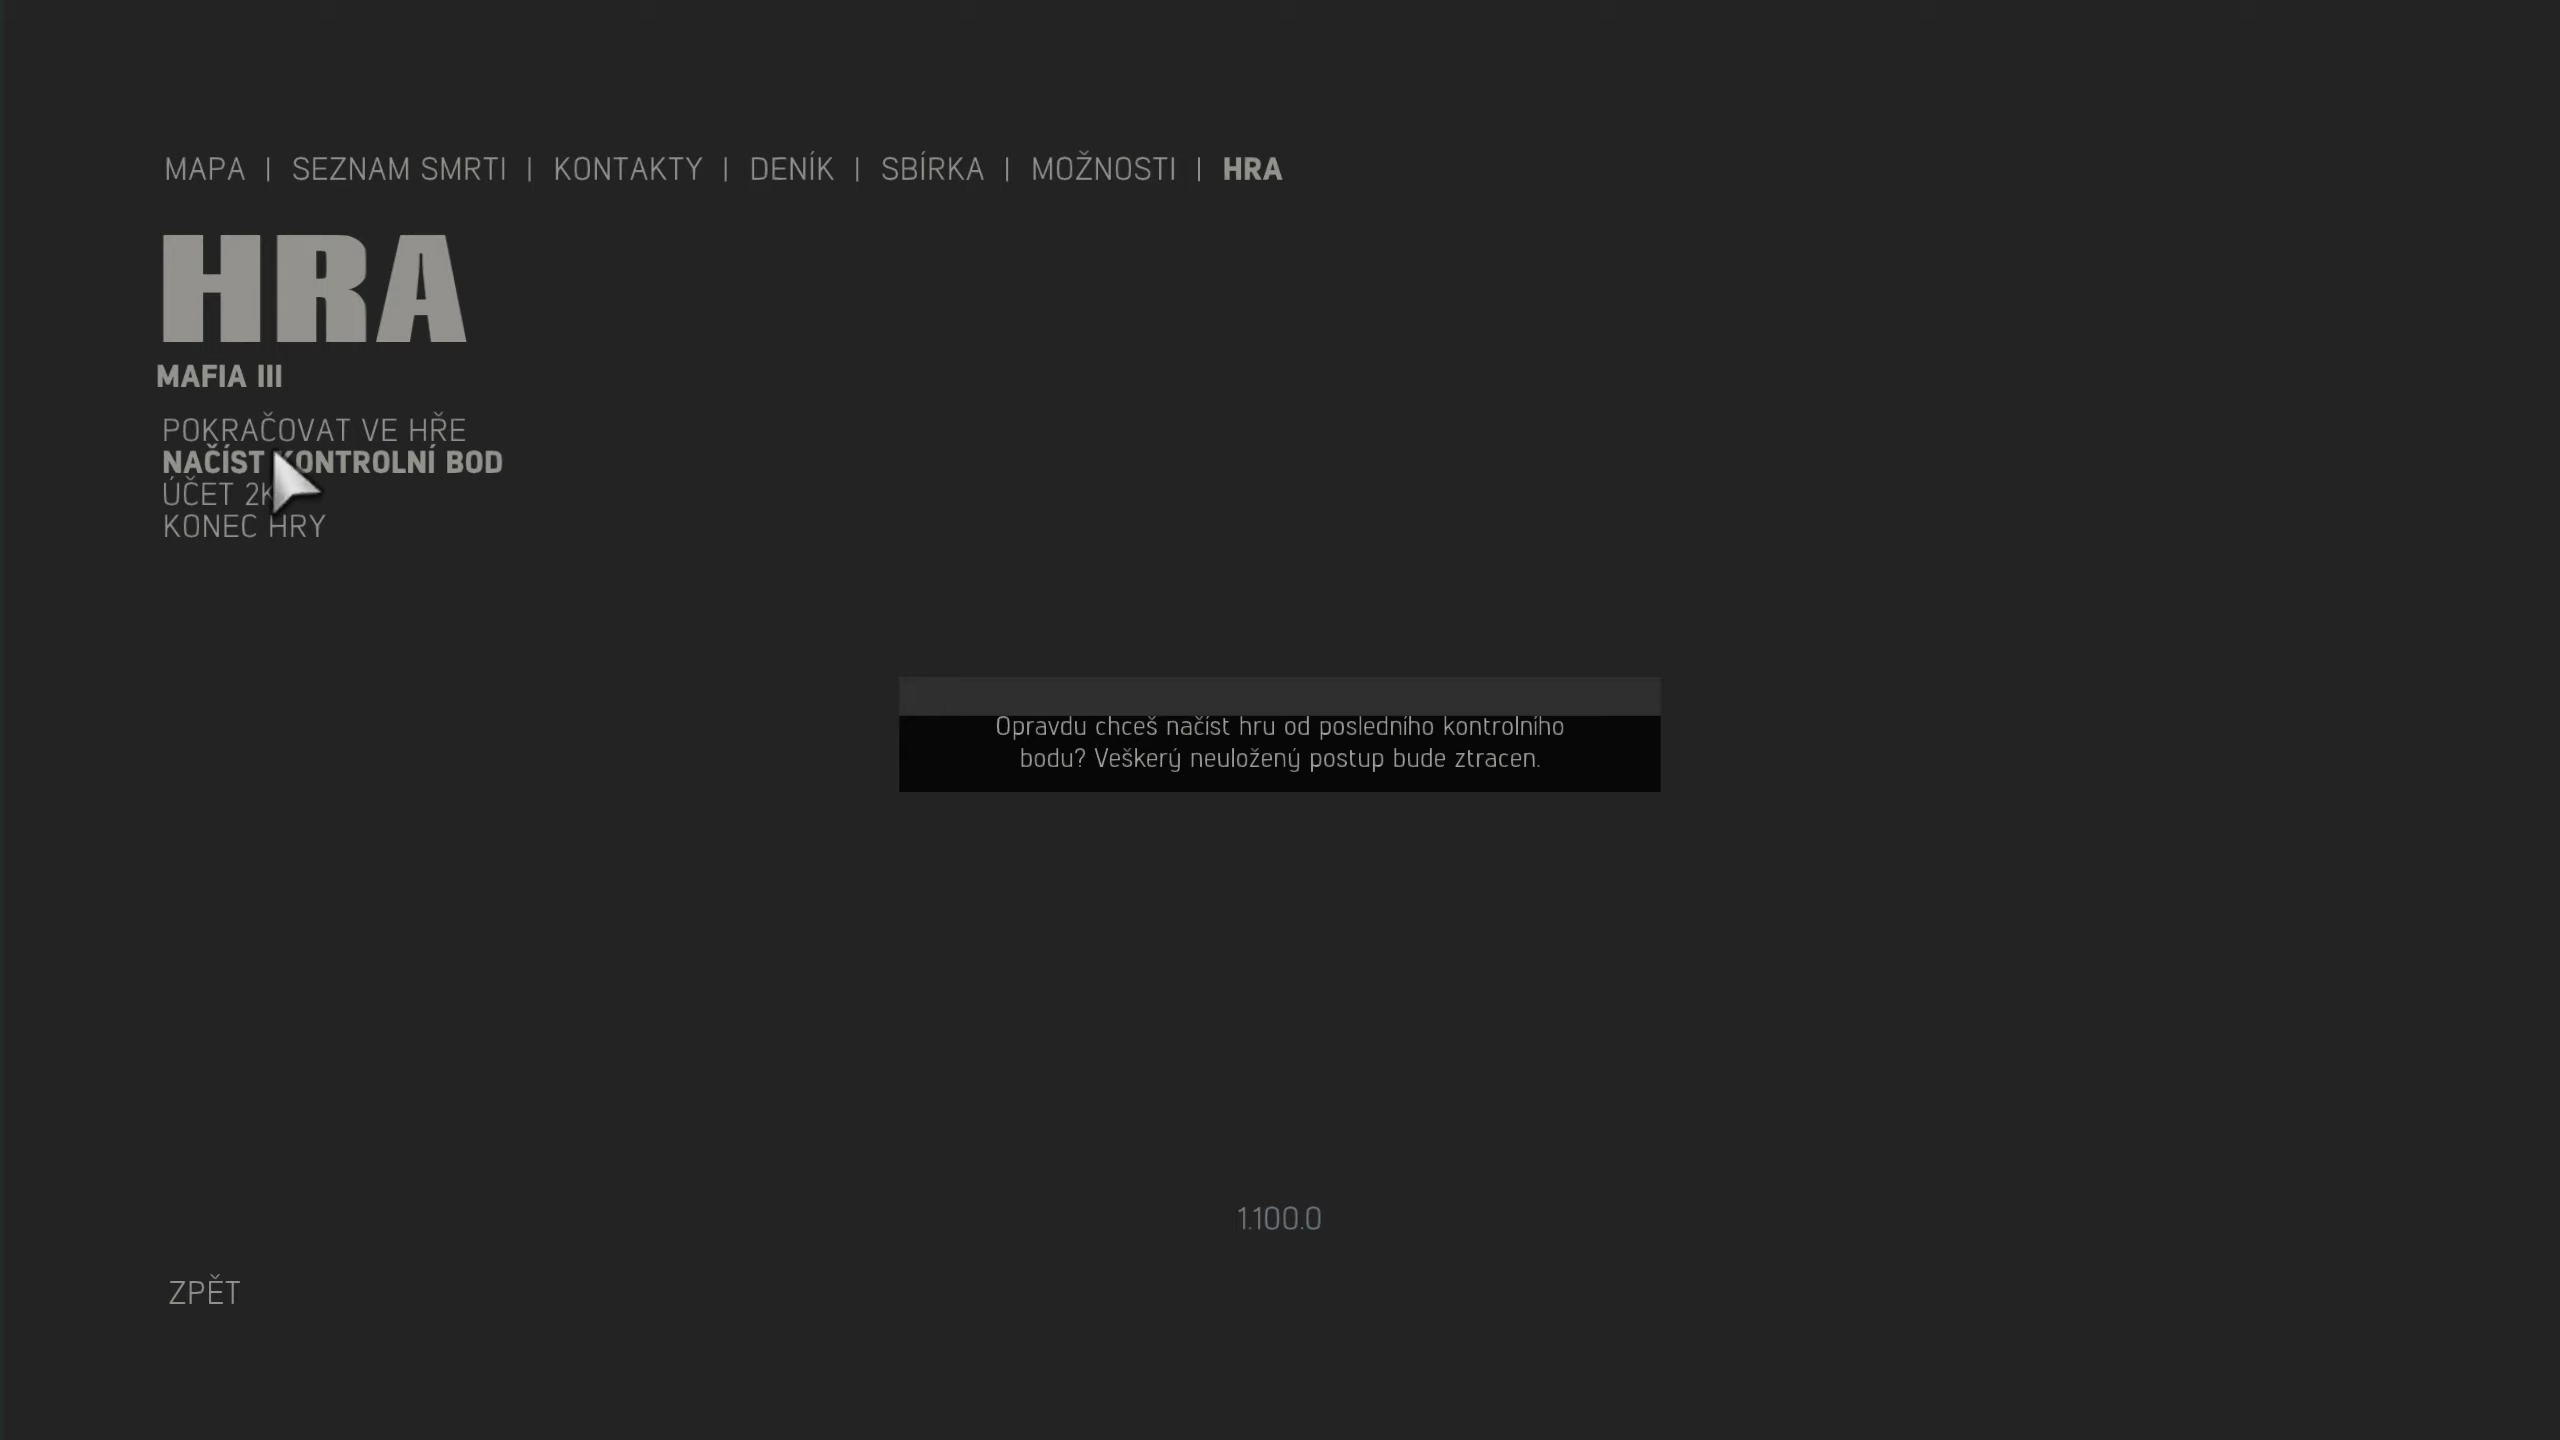 MAPA | SEZNAM SMRTI | KONTAKTY | DENÍK | SBÍRKA | MOŽNOSTI | HRA
HRA
MAFIA III
POKRAČOVAT VE HŘE
NAČÍST KONTROLNÍ BOD
ÚČET 2K
KONEC HRY
Opravdu chceš načíst hru od posledního kontrolního
bodu? Veškerý neuložený postup bude ztracen.
1.100.0
ZPĚT